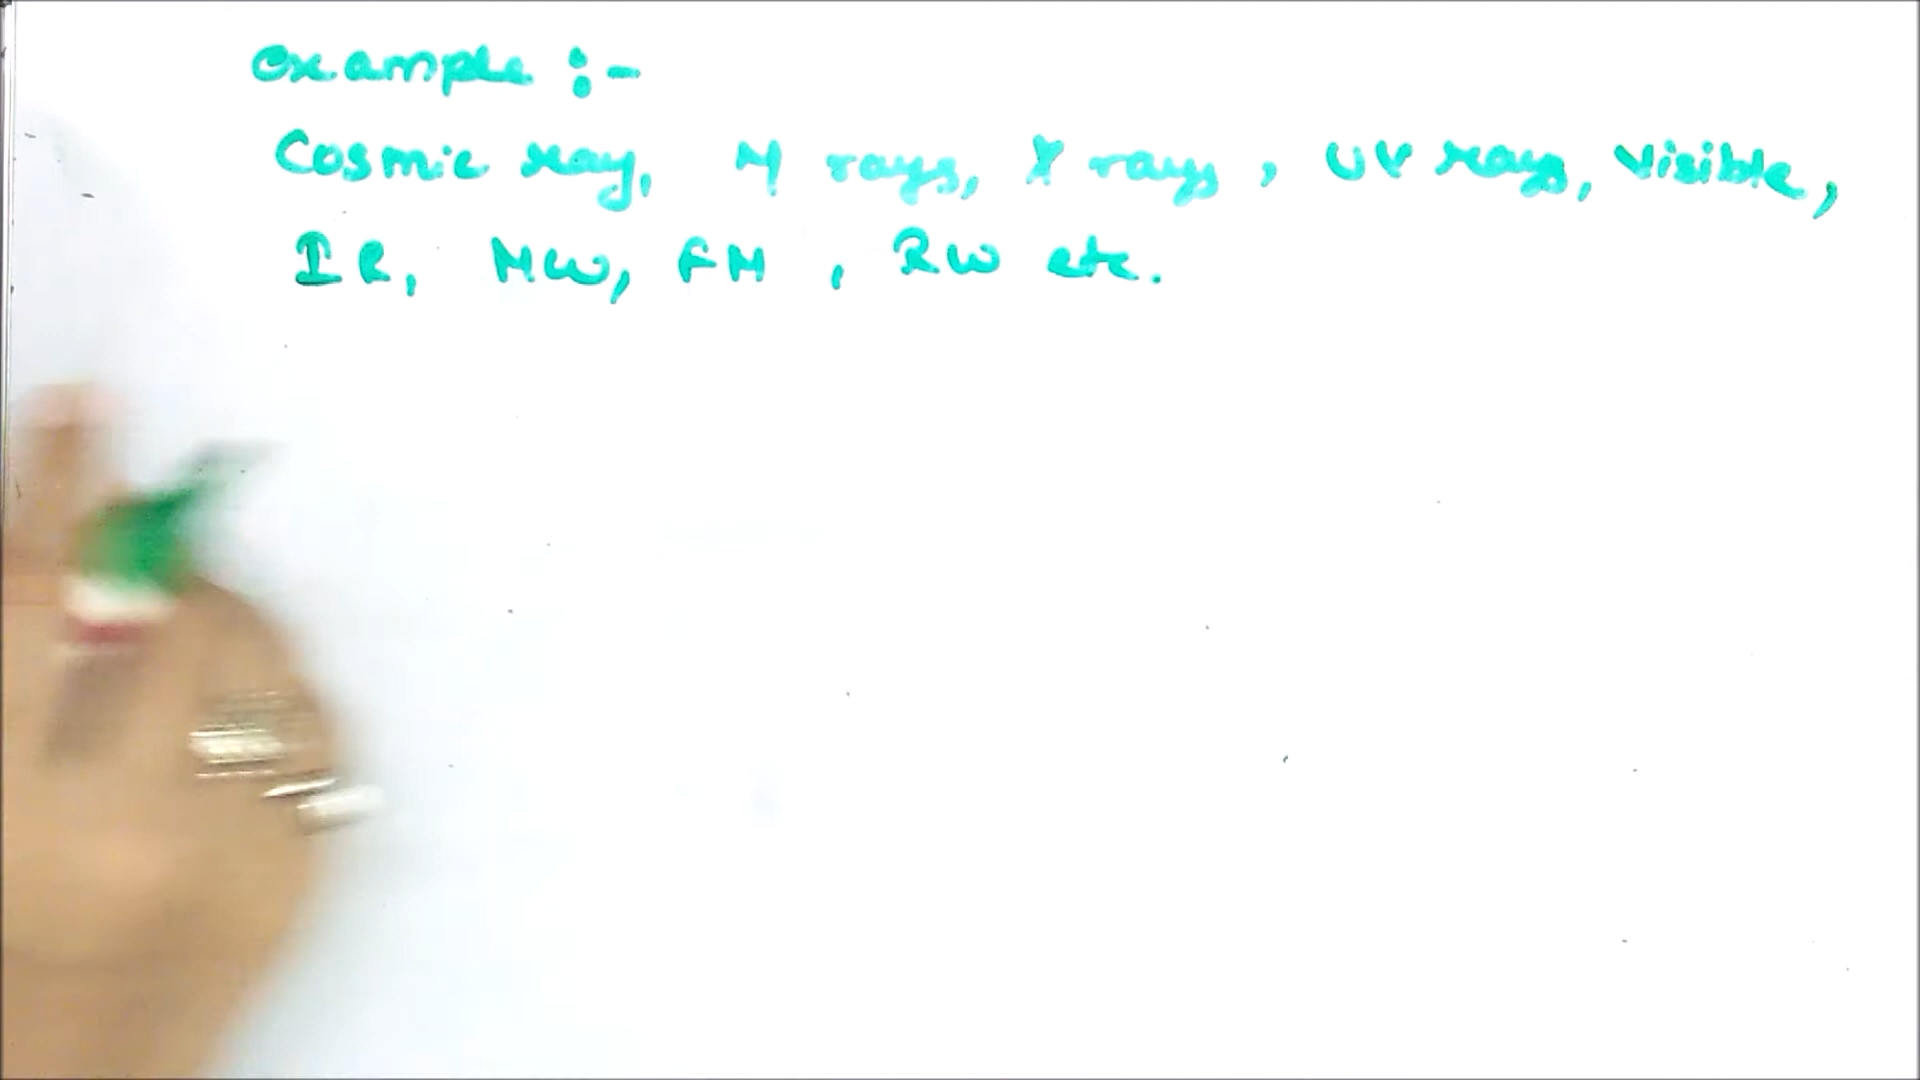 example :-
Cosmic ray, γ rays, X rays, UV rays, Visible,
IR, MW, FM, RW etc.